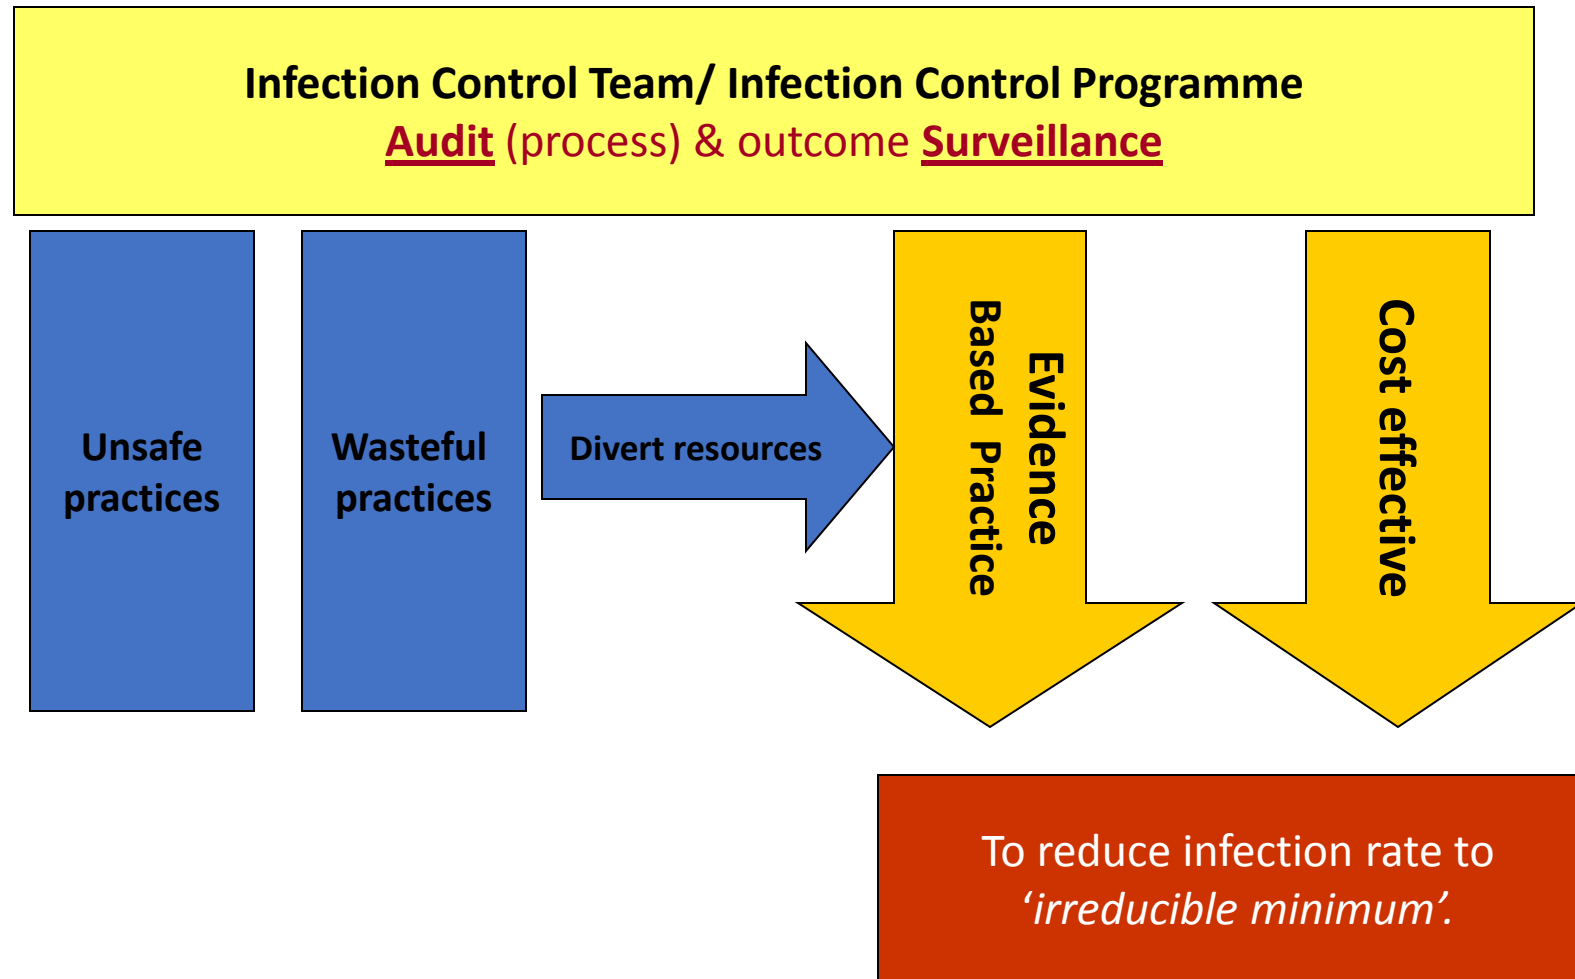 Infection Control Team/ Infection Control Programme
Audit (process) & outcome Surveillance
Unsafe
practices
Wasteful
practices
Divert resources
Evidence
Based Practice
Cost effective
To reduce infection rate to
‘irreducible minimum’.